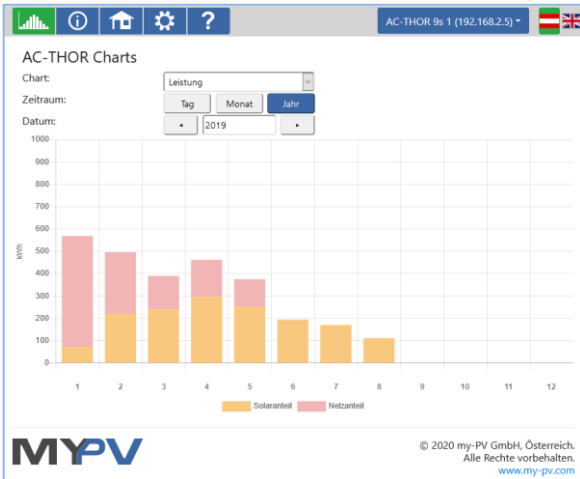 ?
AC-THOR 9s 1 (192.168.2.5)
AC-THOR Charts
Chart: Leistung
Zeitraum: Tag Monat Jahr
Datum: 2019
1000
900
800
700
600
500
400
300
200
100
0
kWh
1 2 3 4 5 6 7 8 9 10 11 12
Solaranteil Netzanteil
MYPV
© 2020 my-PV GmbH, Österreich.
Alle Rechte vorbehalten.
www.my-pv.com